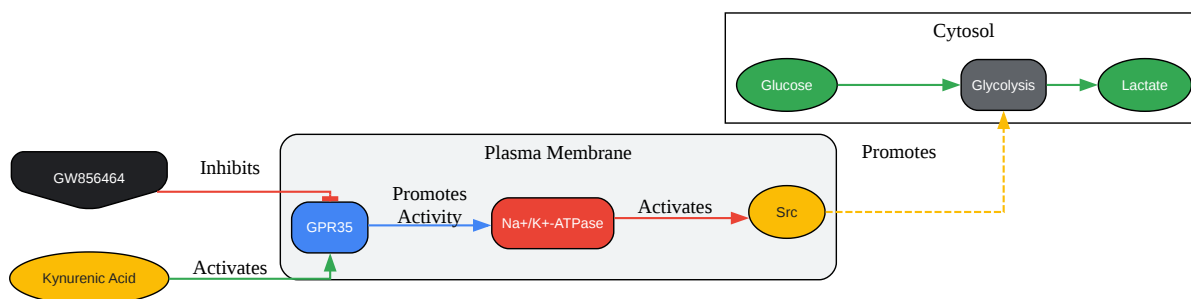 Cytosol
Glucose
Glycolysis
Lactate
Plasma Membrane
Promotes
GW856464
Inhibits
Promotes
Activity
GPR35
Na+/K+-ATPase
Activates
Src
Kynurenic Acid
Activates